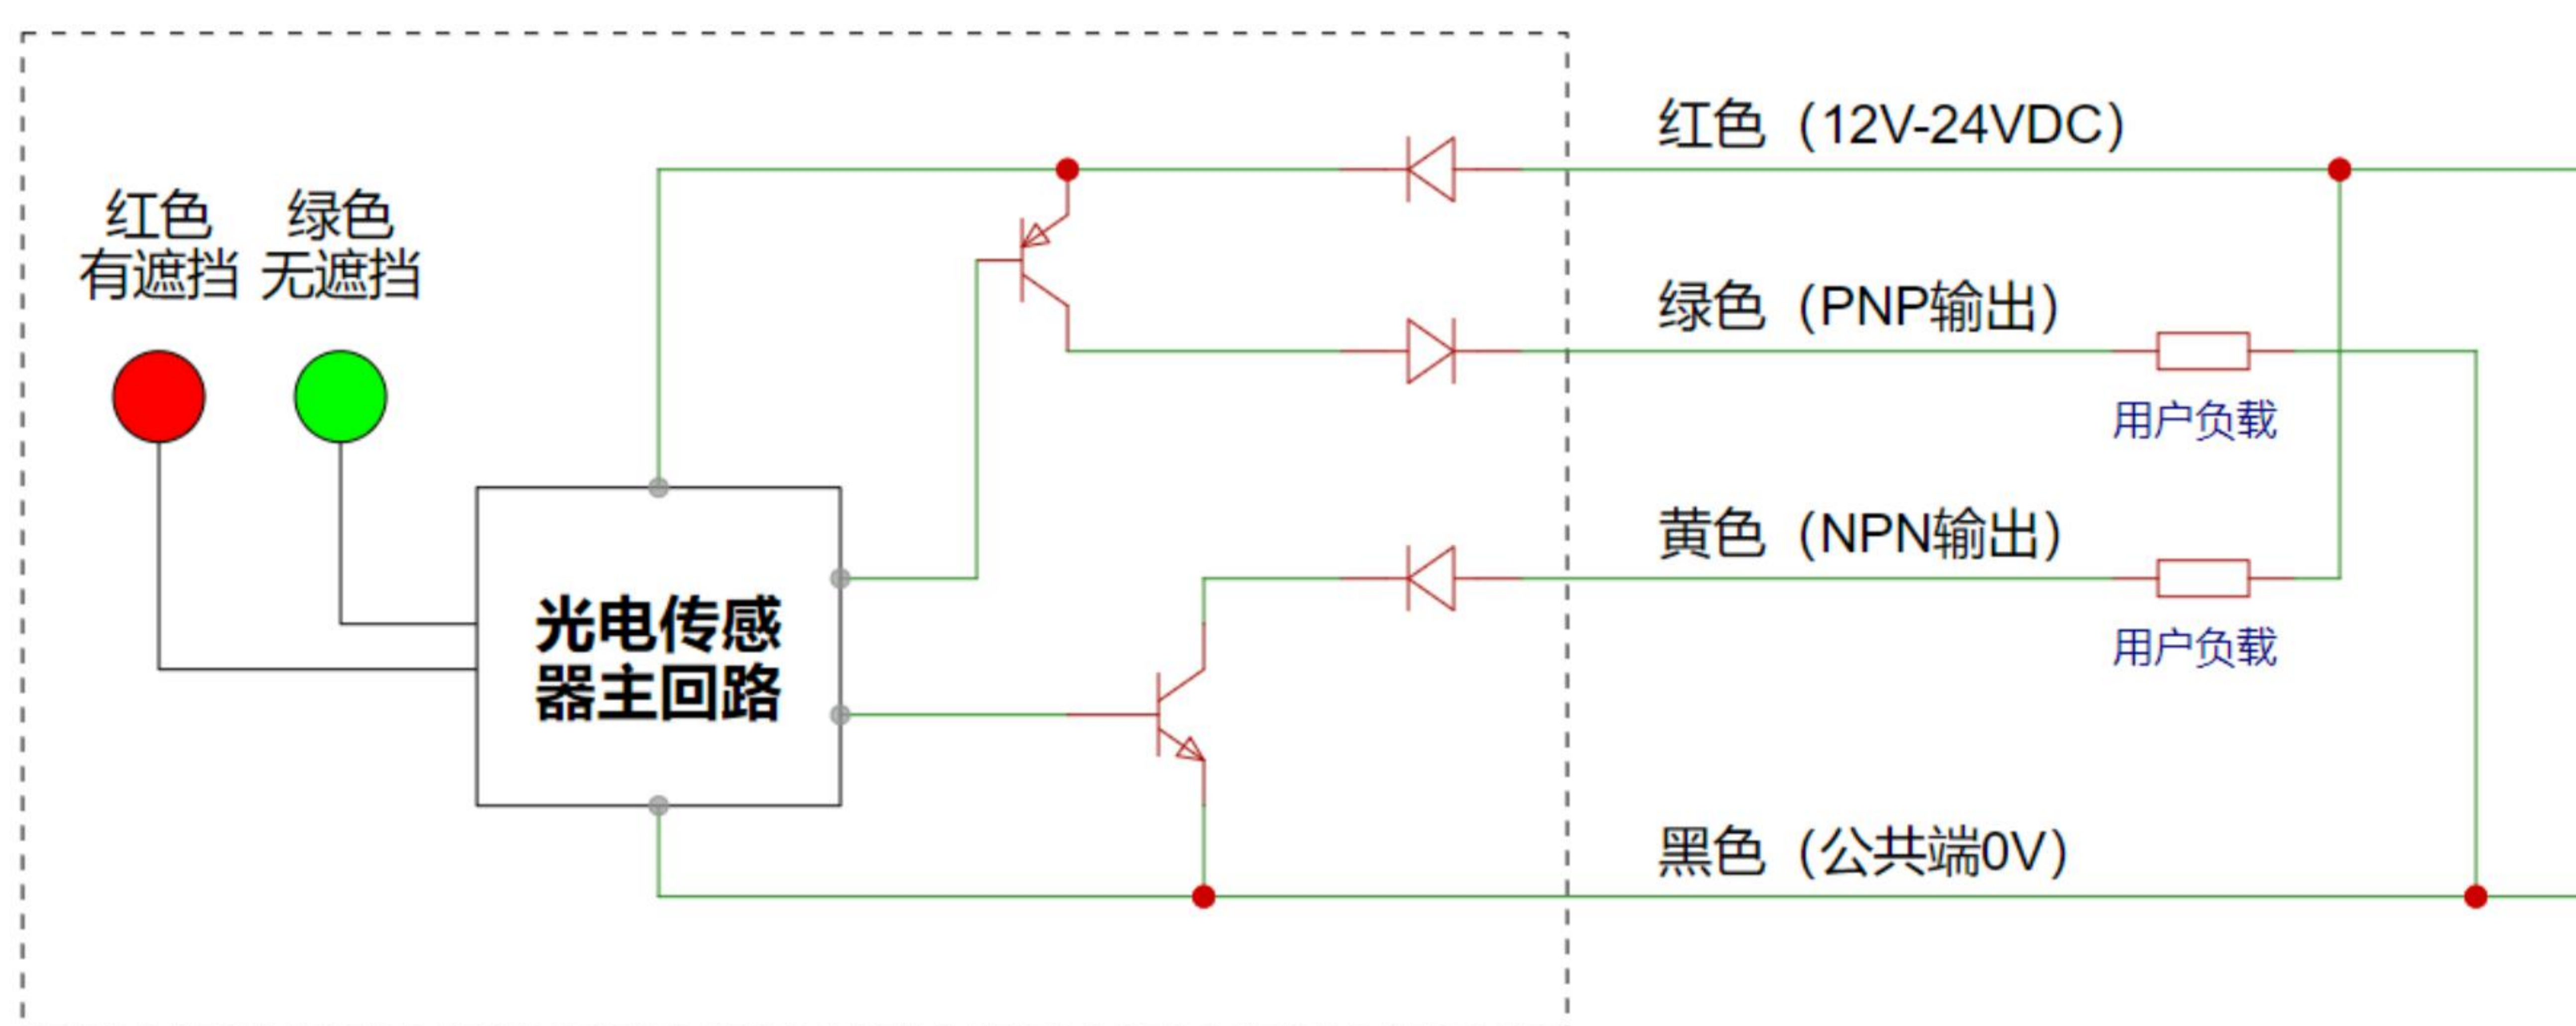 红色（12V-24VDC）
红色
有遮挡
绿色
无遮挡
绿色（PNP输出）
用户负载
黄色（NPN输出）
用户负载
光电传感
器主回路
黑色（公共端0V）